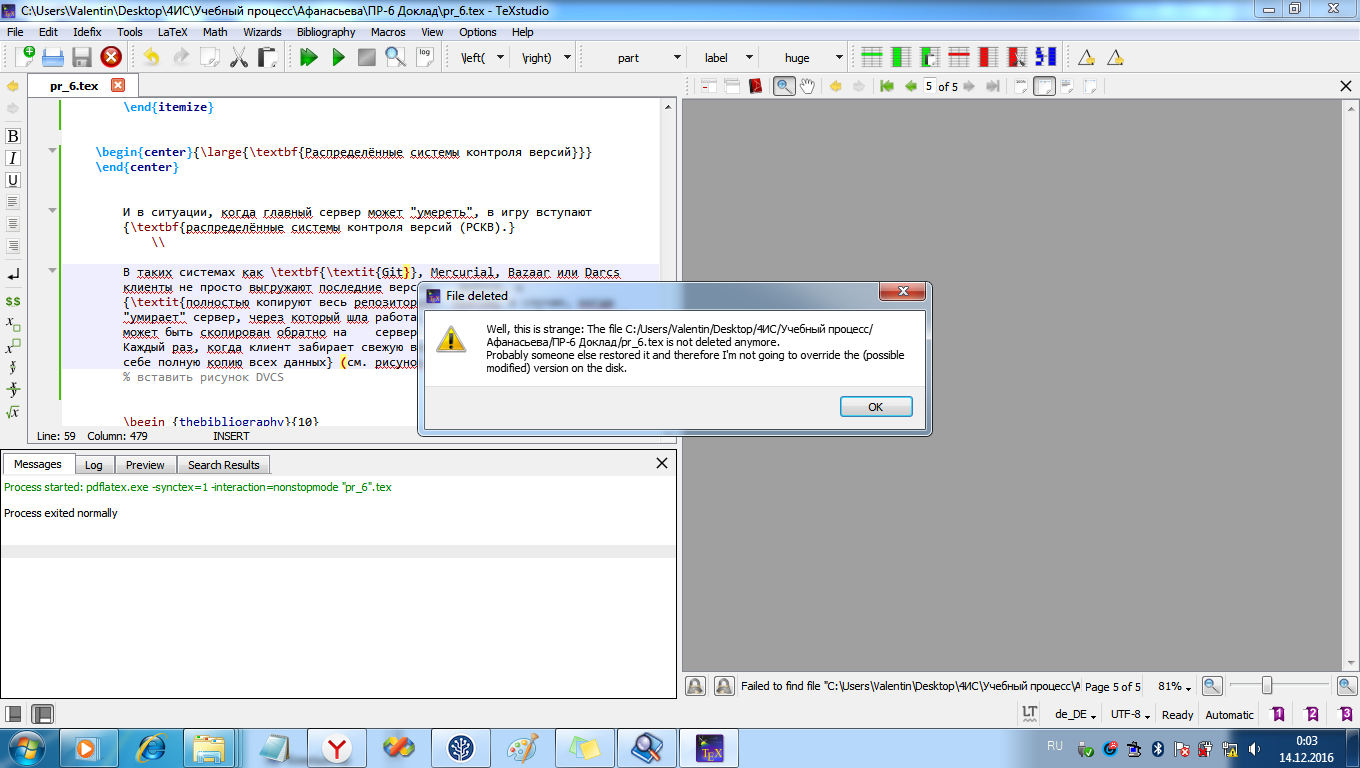 C:\Users\Valentin\Desktop\4ИС\Учебный процесс\Афанасьева\ПР-6 Доклад\pr_6.tex - TeXstudio
File Edit Idefix Tools LaTeX Math Wizards Bibliography Macros View Options Help
log \left( \right) part label huge
pr_6.tex
5 of 5
\end{itemize}
\begin{center}{\large{\textbf{Распределённые системы контроля версий}}}
\end{center}
И в ситуации, когда главный сервер может "умереть", в игру вступают
{\textbf{распределённые системы контроля версий (РСКВ).}
\\
В таких системах как \textbf{\textit{Git}}, Mercurial, Bazaar или Darcs
клиенты не просто выгружают последние верс
{\textit{полностью копируют весь репозитор
"умирает" сервер, через который шла работа
может быть скопирован обратно на сервер
Каждый раз, когда клиент забирает свежую в
себе полную копию всех данных} (см. рисуно
% вставить рисунок DVCS
\begin {thebibliography}{10}
Line: 59 Column: 479 INSERT
File deleted
Well, this is strange: The file C:/Users/Valentin/Desktop/4ИС/Учебный процесс/
Афанасьева/ПР-6 Доклад/pr_6.tex is not deleted anymore.
Probably someone else restored it and therefore I'm not going to override the (possible
modified) version on the disk.
OK
Messages Log Preview Search Results
Process started: pdflatex.exe -synctex=1 -interaction=nonstopmode "pr_6".tex
Process exited normally
Failed to find file "C:\Users\Valentin\Desktop\4ИС\Учебный процесс\А Page 5 of 5 81%
LT de_DE UTF-8 Ready Automatic 1 2 3
RU 0:03
14.12.2016